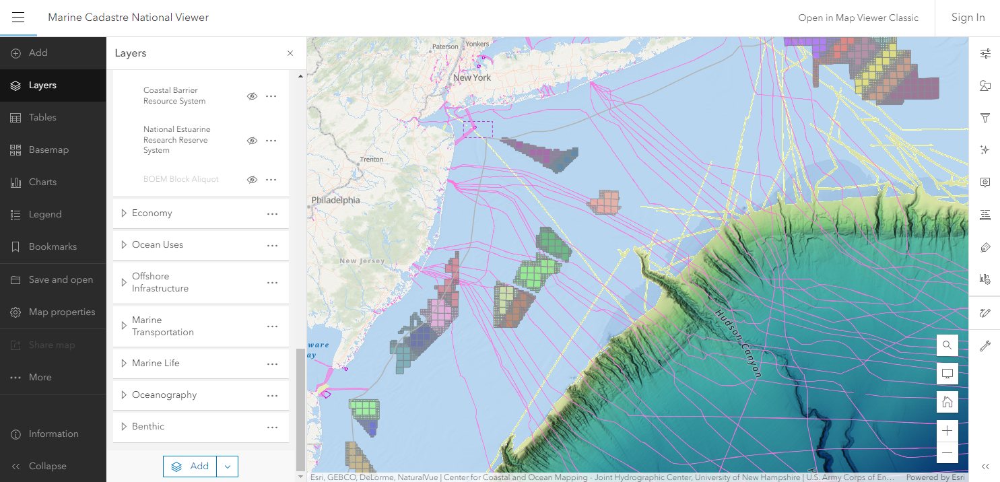 Marine Cadastre National Viewer
Open in Map Viewer Classic
Sign In
Add
Layers
Tables
Basemap
Charts
Legend
Bookmarks
Save and open
Map properties
Share map
More
Information
Collapse
Layers
Coastal Barrier
Resource System
National Estuarine
Research Reserve
System
BOEM Block Aliquot
Economy
Ocean Uses
Offshore
Infrastructure
Marine
Transportation
Marine Life
Oceanography
Benthic
Add
Paterson
Yonkers
New York
Trenton
Philadelphia
New Jersey
ware
ay
Hudson Canyon
H
Esri, GEBCO, DeLorme, NaturalVue | Center for Coastal and Ocean Mapping - Joint Hydrographic Center, University of New Hampshire | U.S. Army Corps of En...
Powered by Esri